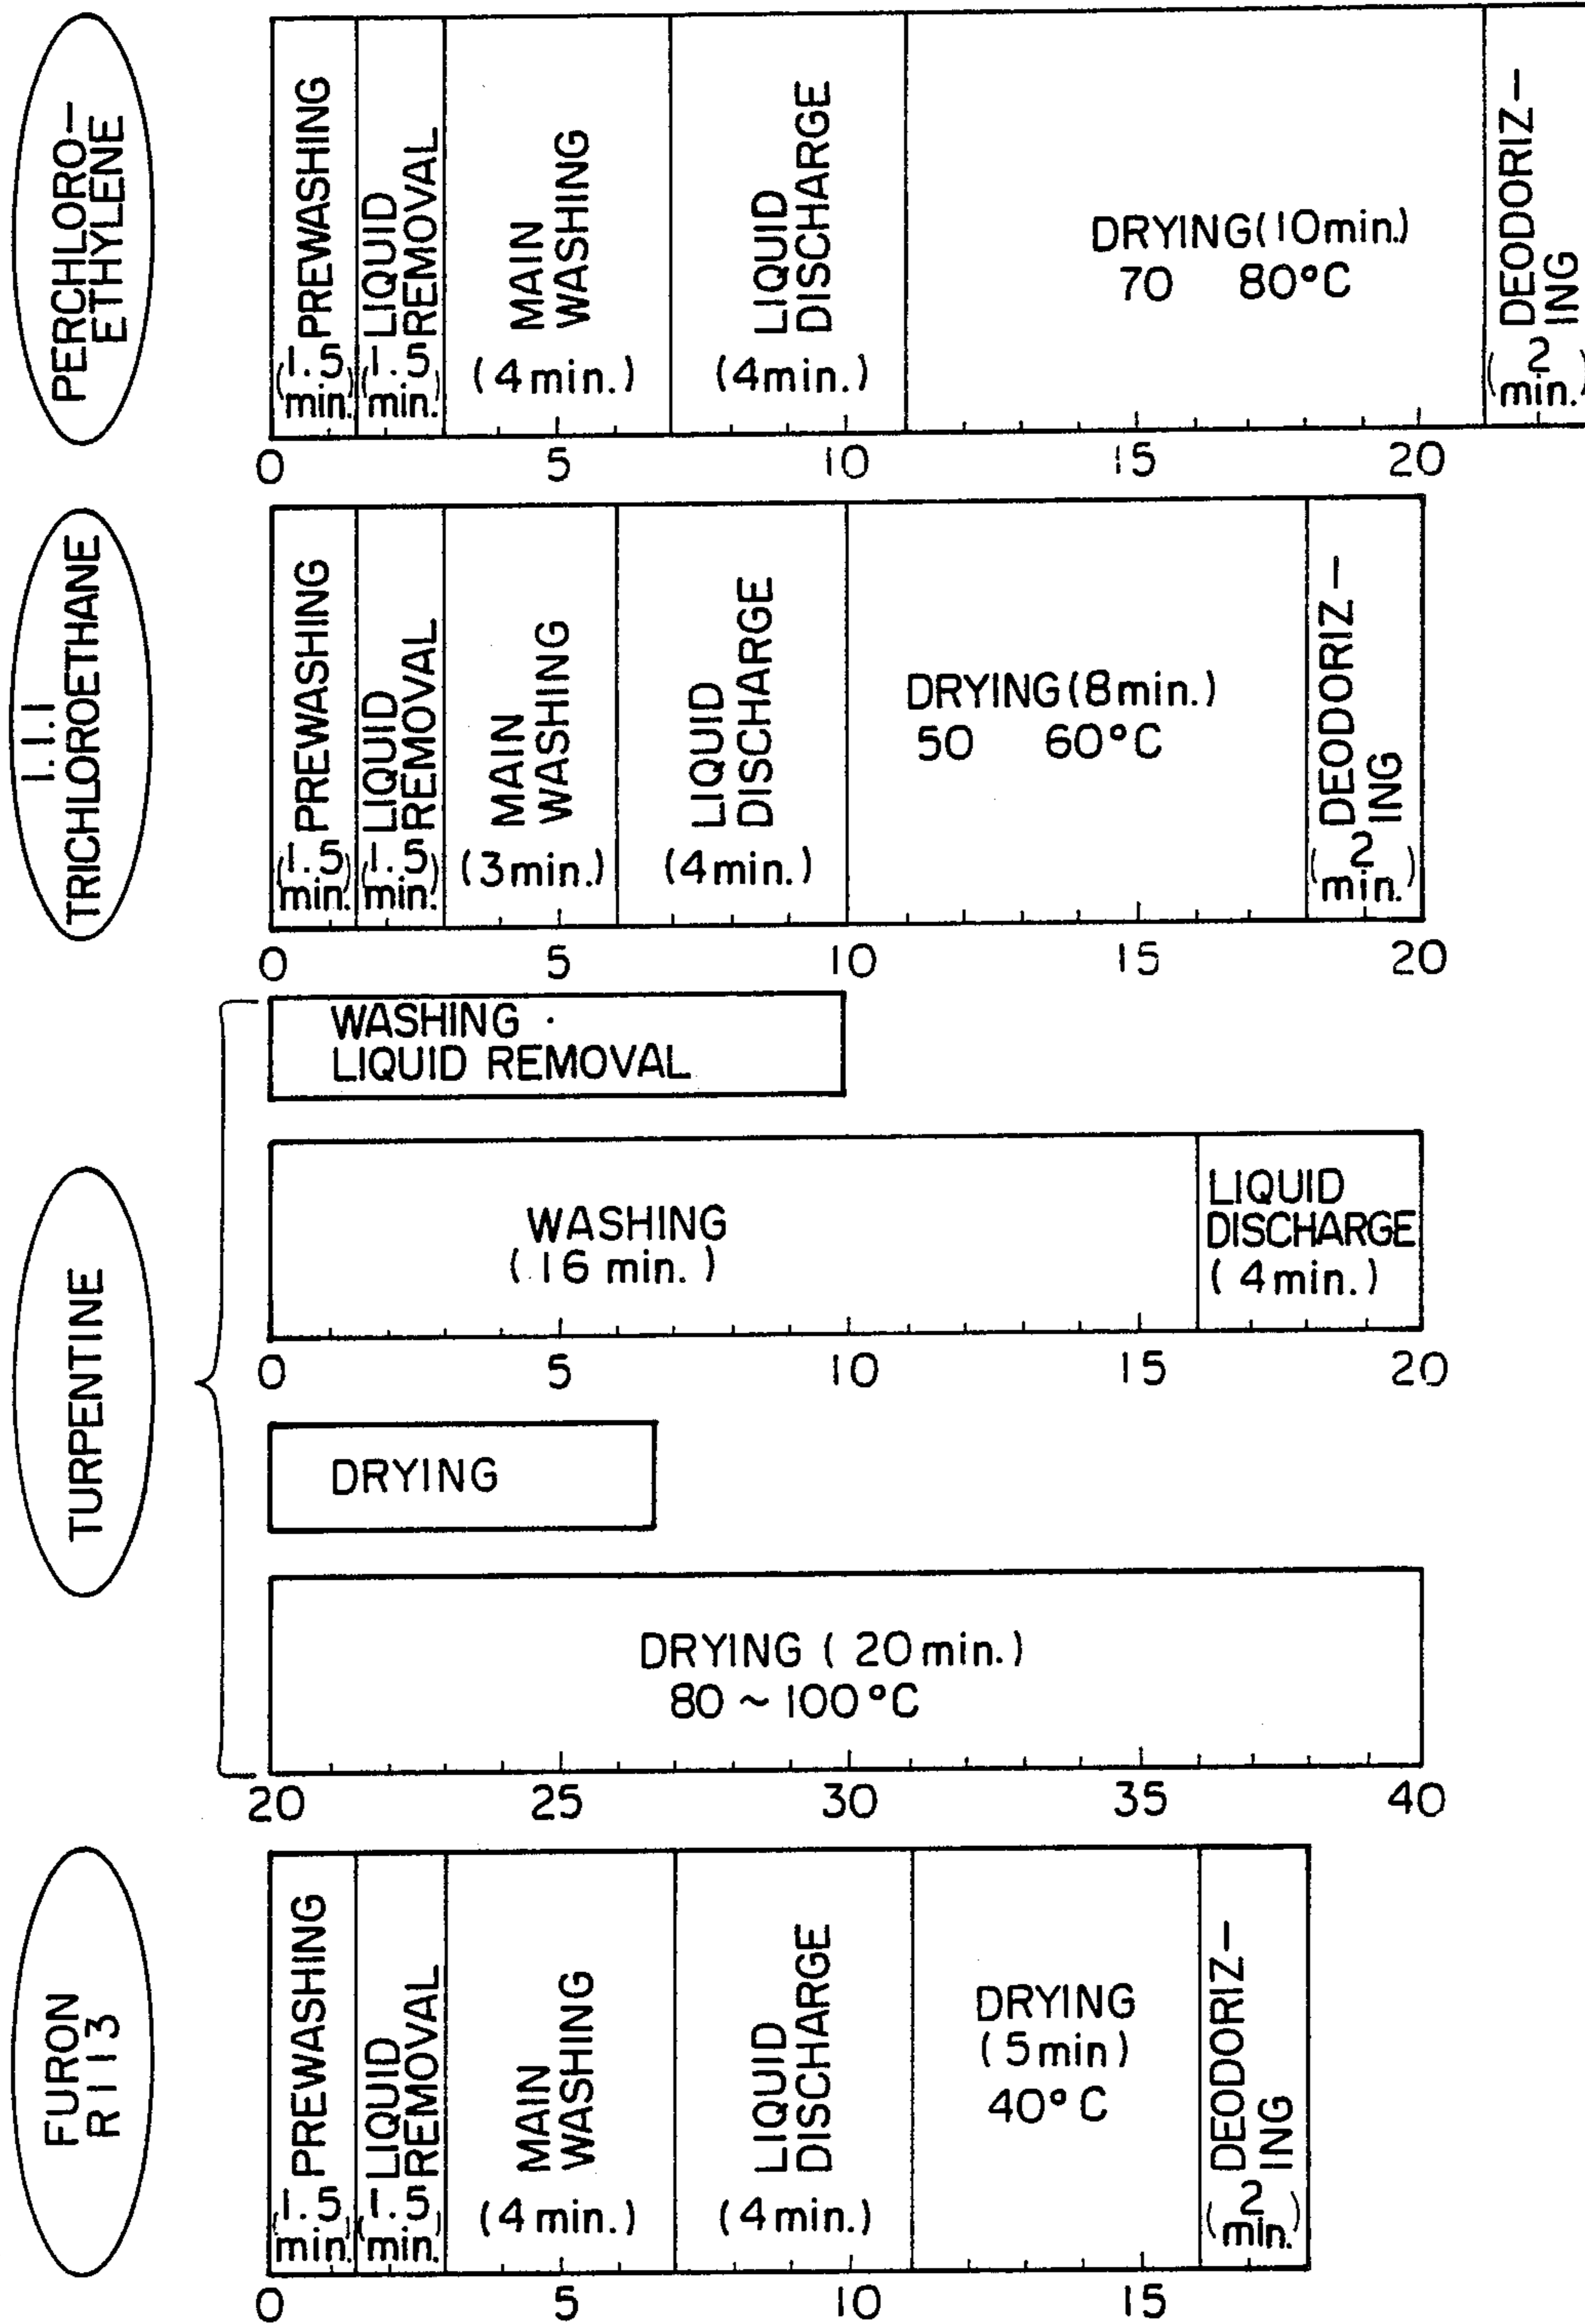 PERCHLORO-
ETHYLENE
PREWASHING
(1.5
min.)
LIQUID
REMOVAL
(1.5
min.)
MAIN
WASHING
(4min.)
LIQUID
DISCHARGE
(4min.)
DRYING(10min.)
70 80°C
DEODORIZ-
ING
(2
min.)
0 5 10 15 20
1.1.1
TRICHLOROETHANE
PREWASHING
(1.5
min.)
LIQUID
REMOVAL
(1.5
min.)
MAIN
WASHING
(3min.)
LIQUID
DISCHARGE
(4min.)
DRYING(8min.)
50 60°C
DEODORIZ-
ING
(2
min.)
0 5 10 15 20
TURPENTINE
WASHING ·
LIQUID REMOVAL
WASHING
(16 min.)
LIQUID
DISCHARGE
(4min.)
0 5 10 15 20
DRYING
DRYING (20min.)
80~100°C
20 25 30 35 40
FURON
R113
PREWASHING
(1.5
min.)
LIQUID
REMOVAL
(1.5
min.)
MAIN
WASHING
(4min.)
LIQUID
DISCHARGE
(4min.)
DRYING
(5min)
40°C
DEODORIZ-
ING
(2
min.)
0 5 10 15